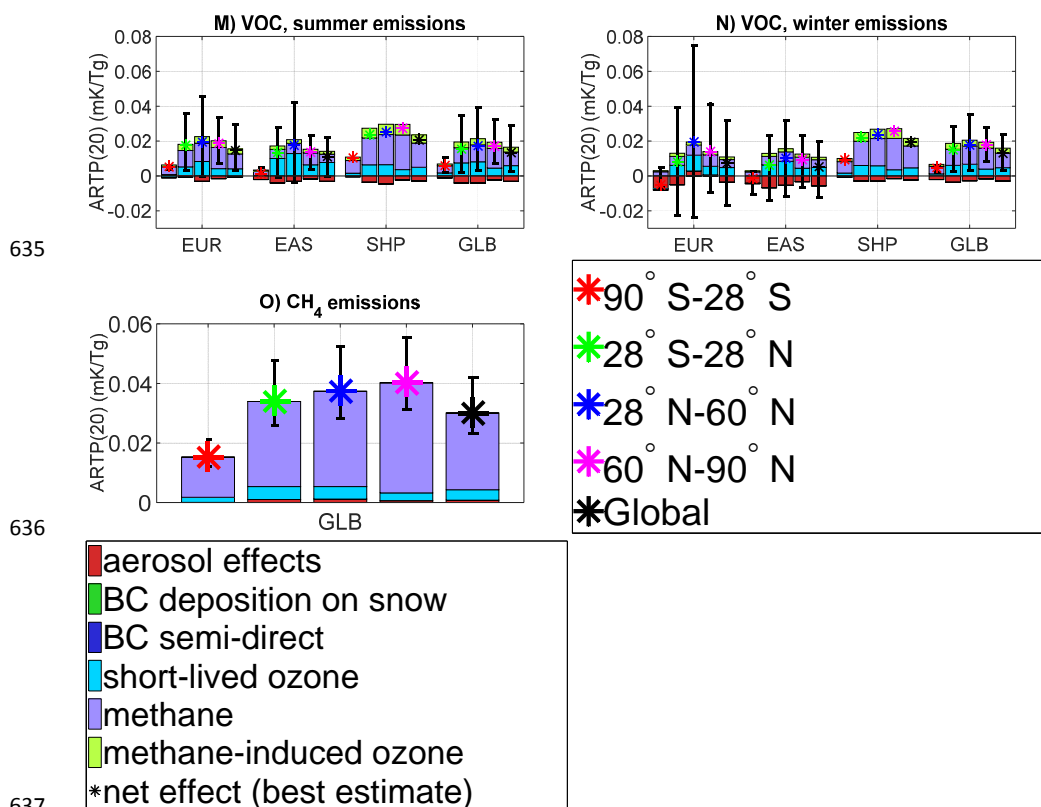 M) VOC, summer emissions
0.08
0.06
0.04
0.02
0
-0.02
ARTP(20) (mK/Tg)
EUR EAS SHP GLB
N) VOC, winter emissions
0.08
0.06
0.04
0.02
0
-0.02
ARTP(20) (mK/Tg)
EUR EAS SHP GLB
635
O) CH4 emissions
0.06
0.04
0.02
0
ARTP(20) (mK/Tg)
GLB
90° S-28° S
28° S-28° N
28° N-60° N
60° N-90° N
Global
636
aerosol effects
BC deposition on snow
BC semi-direct
short-lived ozone
methane
methane-induced ozone
net effect (best estimate)
637